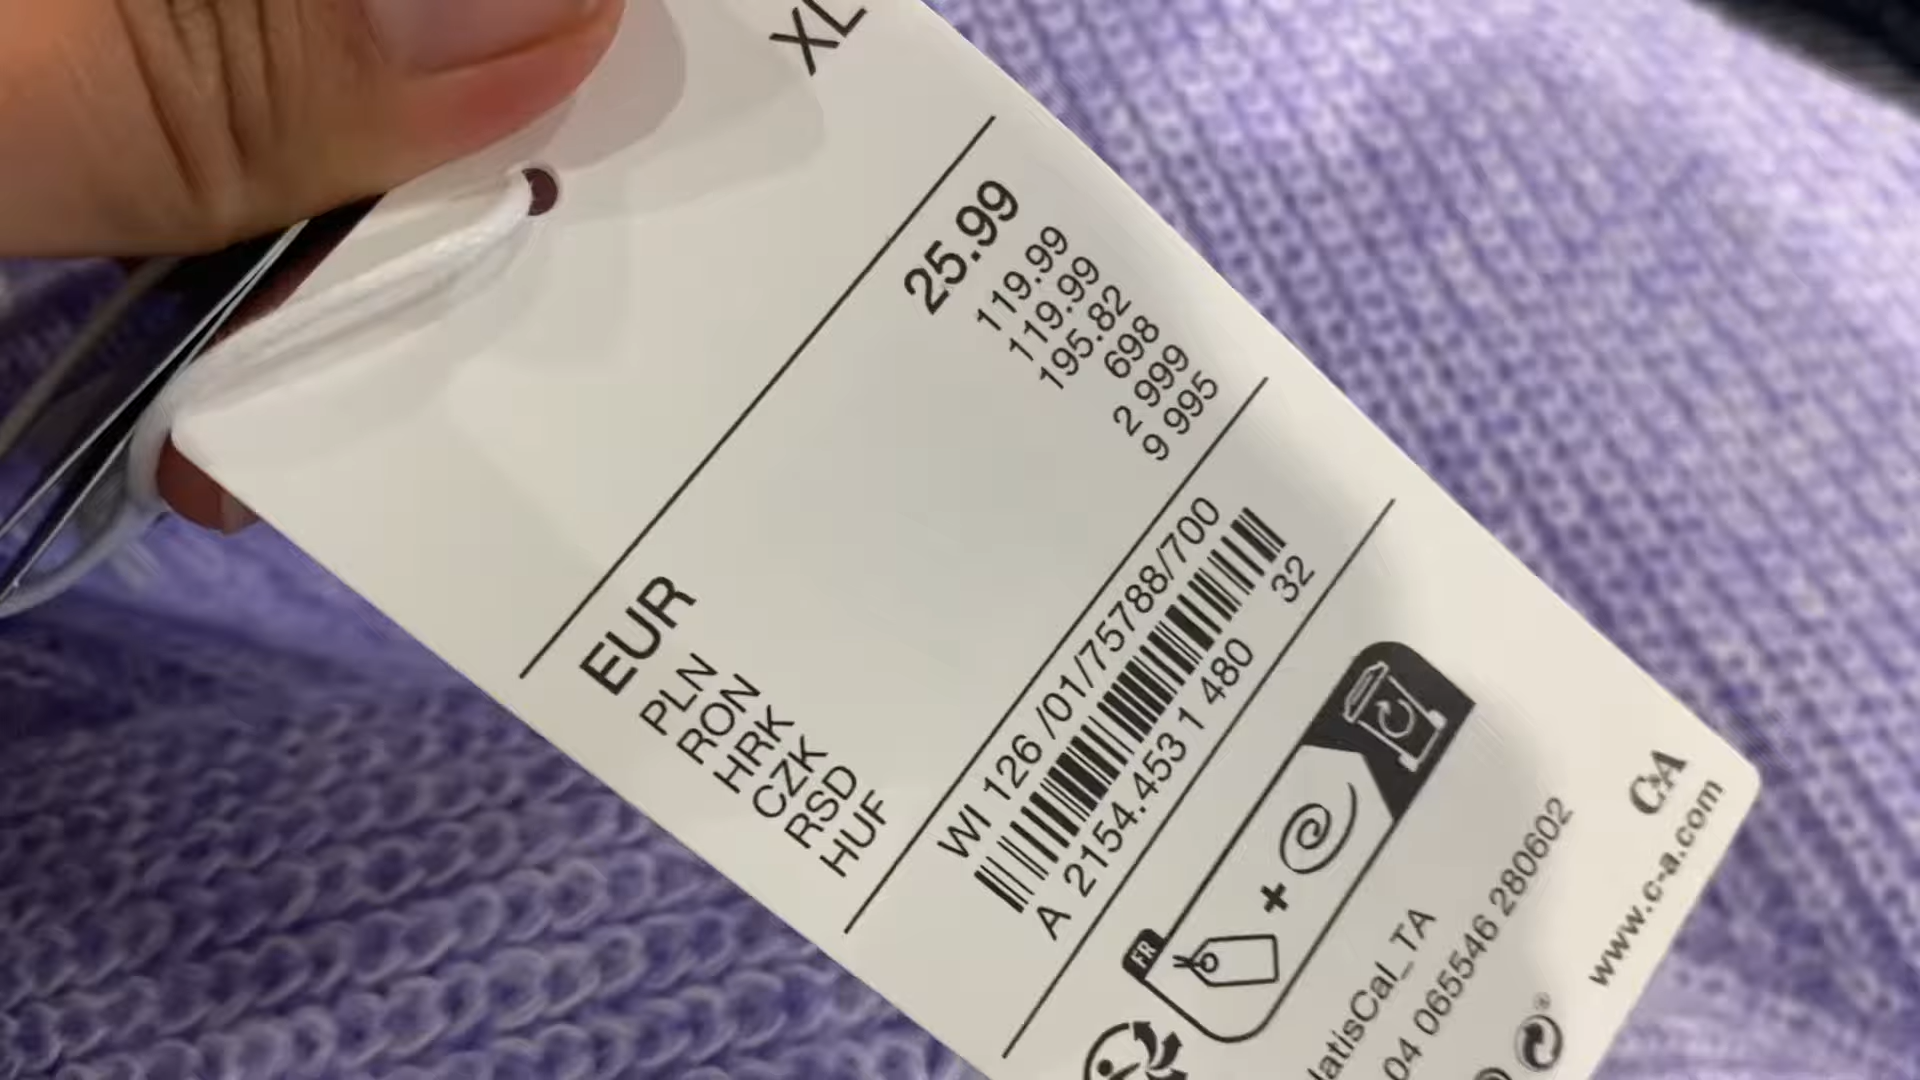 XL
EUR 25.99
PLN 119.99
RON 119.99
HRK 195.82
CZK 698
RSD 2 999
HUF 9 995
WI 126 /01/75788/700
A 2154.453 1 480 32
FR
+
04 065546 280602
C&A
www.c-a.com